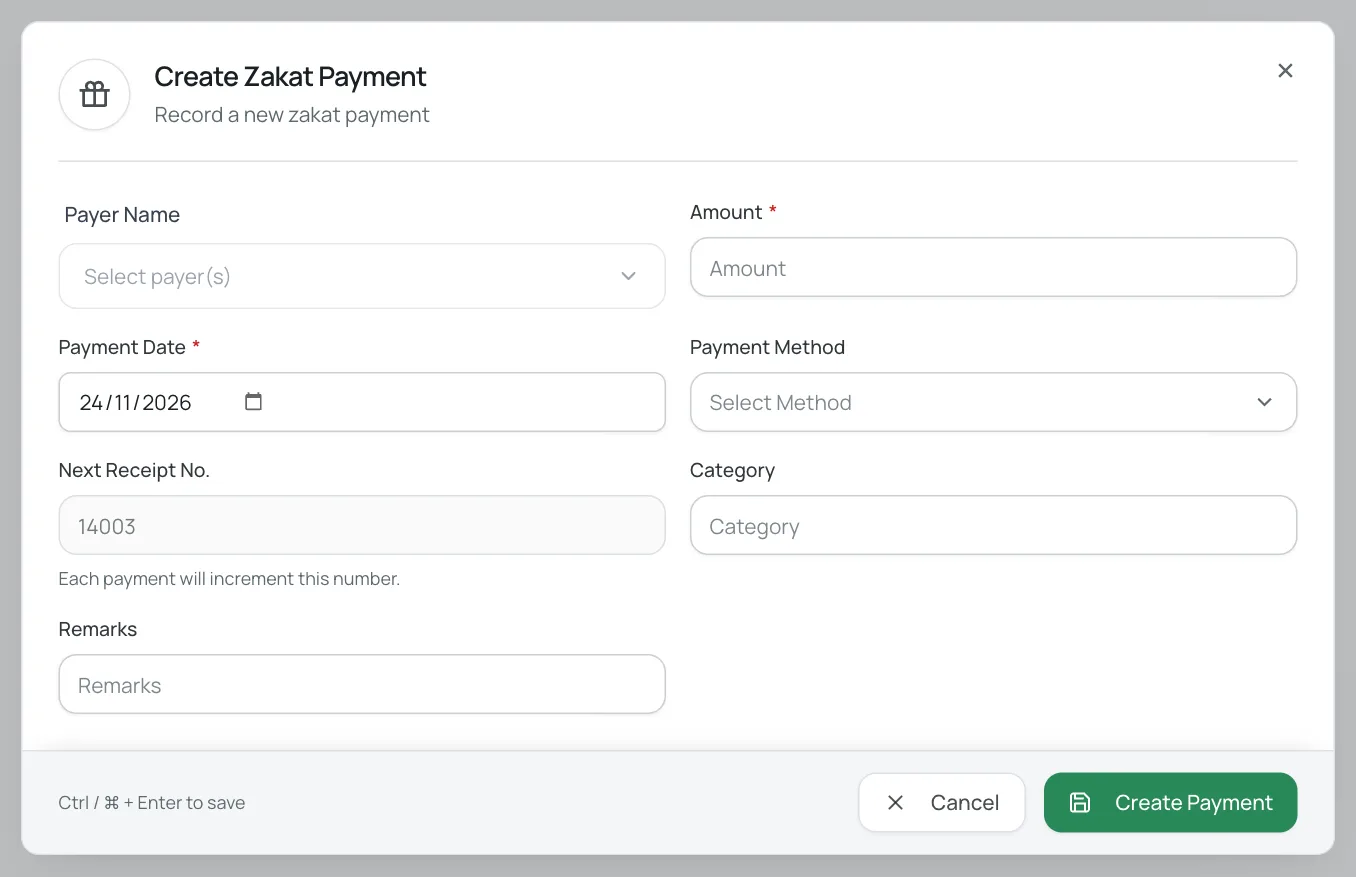 Create Zakat Payment
Record a new zakat payment
Payer Name
Select payer(s)
Amount *
Amount
Payment Date *
24/11/2026
Payment Method
Select Method
Next Receipt No.
14003
Each payment will increment this number.
Category
Category
Remarks
Remarks
Ctrl / ⌘ + Enter to save
Cancel
Create Payment